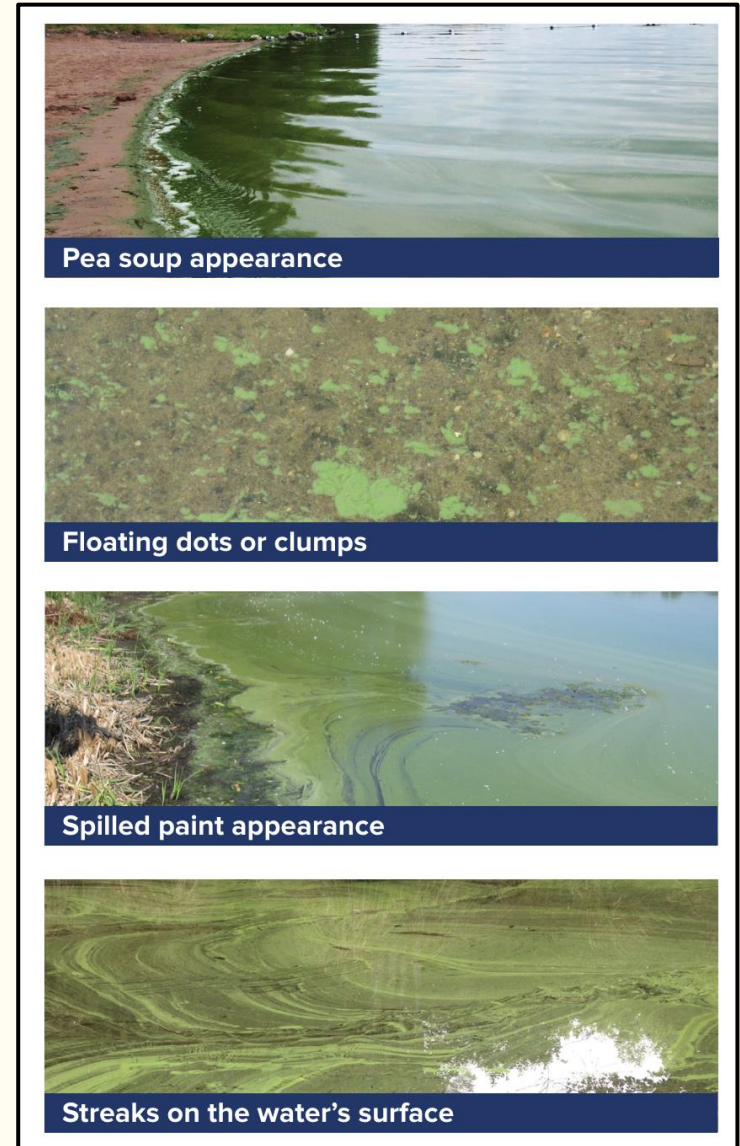 Pea soup appearance
Floating dots or clumps
Spilled paint appearance
Streaks on the water's surface